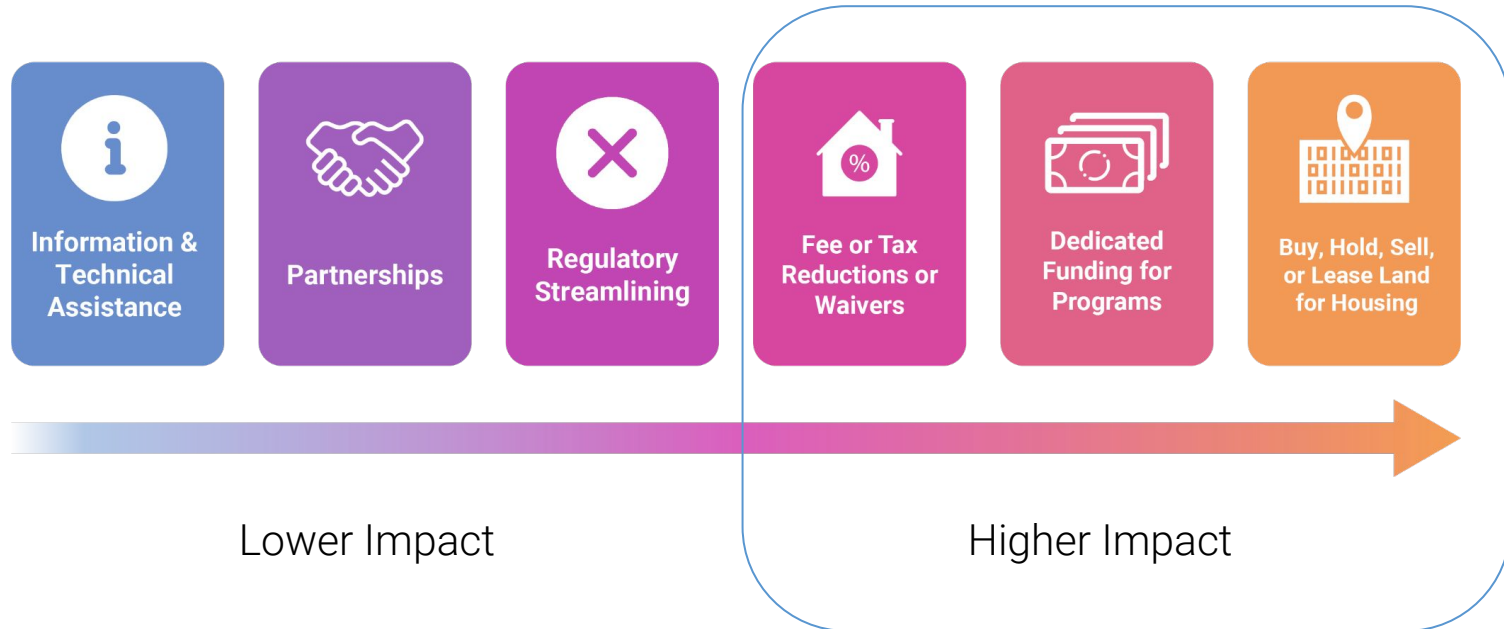 Information &
Technical
Assistance
Partnerships
Regulatory
Streamlining
%
Fee or Tax
Reductions or
Waivers
Dedicated
Funding for
Programs
Buy, Hold, Sell,
or Lease Land
for Housing
Lower Impact
Higher Impact